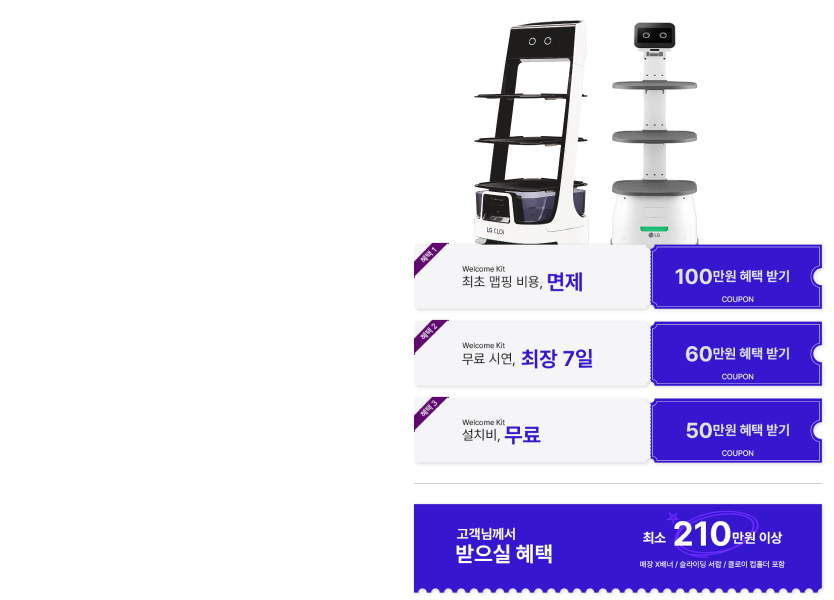 LG CLOi
LG
혜택 1
Welcome Kit
최초 맵핑 비용, 면제
100만원 혜택 받기
COUPON
혜택 2
Welcome Kit
무료 시연, 최장 7일
60만원 혜택 받기
COUPON
혜택 3
Welcome Kit
설치비, 무료
50만원 혜택 받기
COUPON
고객님께서
받으실 혜택
최소 210만원 이상
매장 X배너 / 슬라이딩 서랍 / 클로이 컵홀더 포함